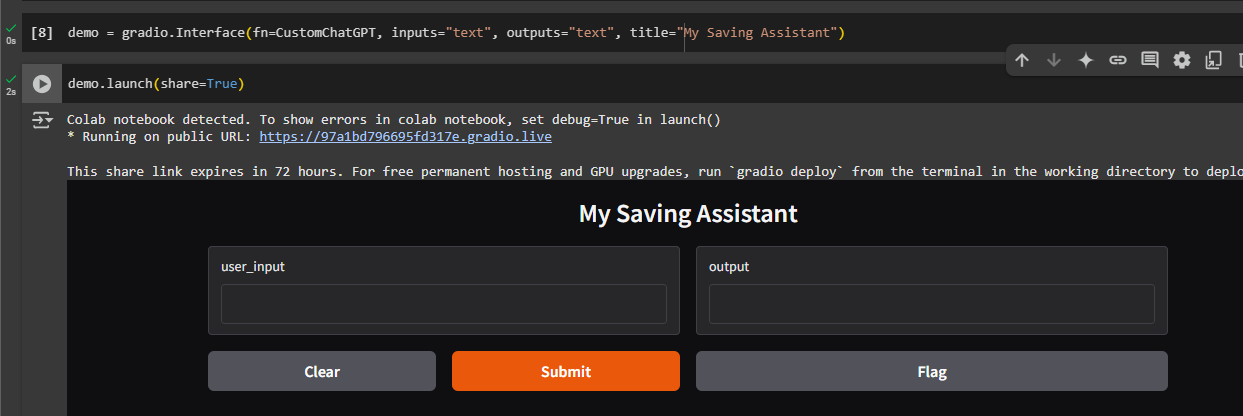 [8] demo = gradio.Interface(fn=CustomChatGPT, inputs="text", outputs="text", title="My Saving Assistant")
0s
demo.launch(share=True)
2s
Colab notebook detected. To show errors in colab notebook, set debug=True in launch()
* Running on public URL: https://97a1bd796695fd317e.gradio.live
This share link expires in 72 hours. For free permanent hosting and GPU upgrades, run `gradio deploy` from the terminal in the working directory to deplo
My Saving Assistant
user_input output
Clear Submit Flag